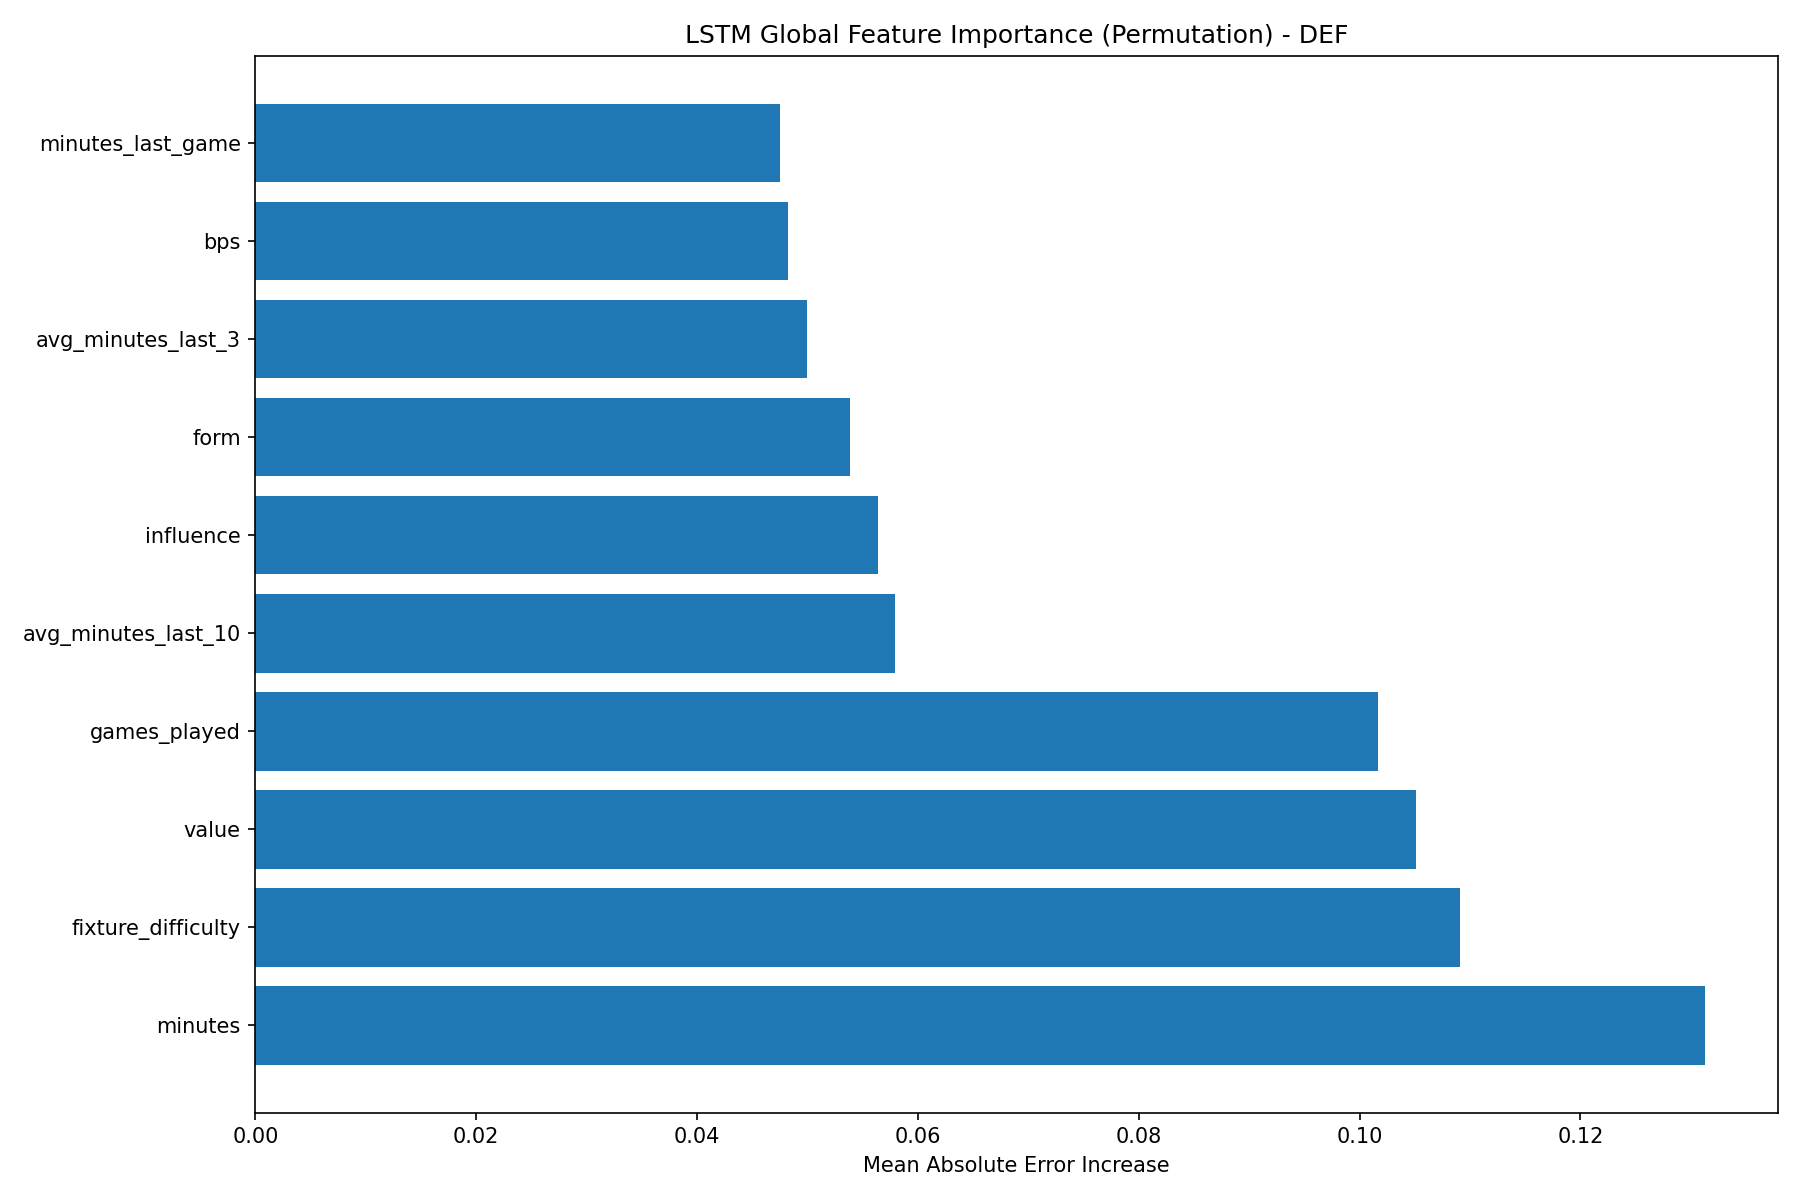 LSTM Global Feature Importance (Permutation) - DEF
minutes_last_game
bps
avg_minutes_last_3
form
influence
avg_minutes_last_10
games_played
value
fixture_difficulty
minutes
0.00 0.02 0.04 0.06 0.08 0.10 0.12
Mean Absolute Error Increase